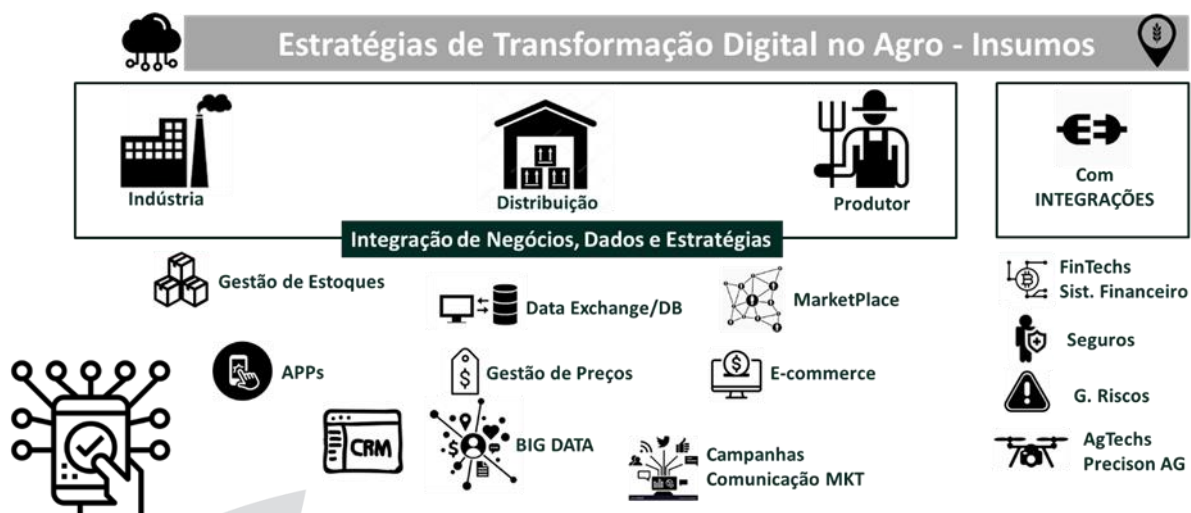 Estratégias de Transformação Digital no Agro - Insumos
Indústria
Distribuição
Produtor
Com
INTEGRAÇÕES
Integração de Negócios, Dados e Estratégias
Gestão de Estoques
Data Exchange/DB
MarketPlace
APPs
Gestão de Preços
E-commerce
CRM
BIG DATA
Campanhas
Comunicação MKT
FinTechs
Sist. Financeiro
Seguros
G. Riscos
AgTechs
Precison AG